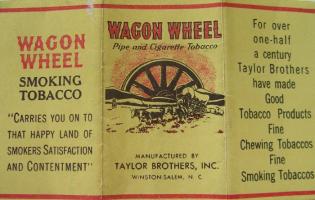 WAGON
WHEEL
SMOKING
TOBACCO
"CARRIES YOU ON TO
THAT HAPPY LAND OF
SMOKERS SATISFACTION
AND CONTENTMENT"
WAGON WHEEL
Pipe and Cigarette Tobacco
MANUFACTURED BY
TAYLOR BROTHERS, INC.
WINSTON-SALEM, N. C.
For over
one-half
a century
Taylor Brothers
have made
Good
Tobacco Products
Fine
Chewing Tobaccos
Fine
Smoking Tobaccos